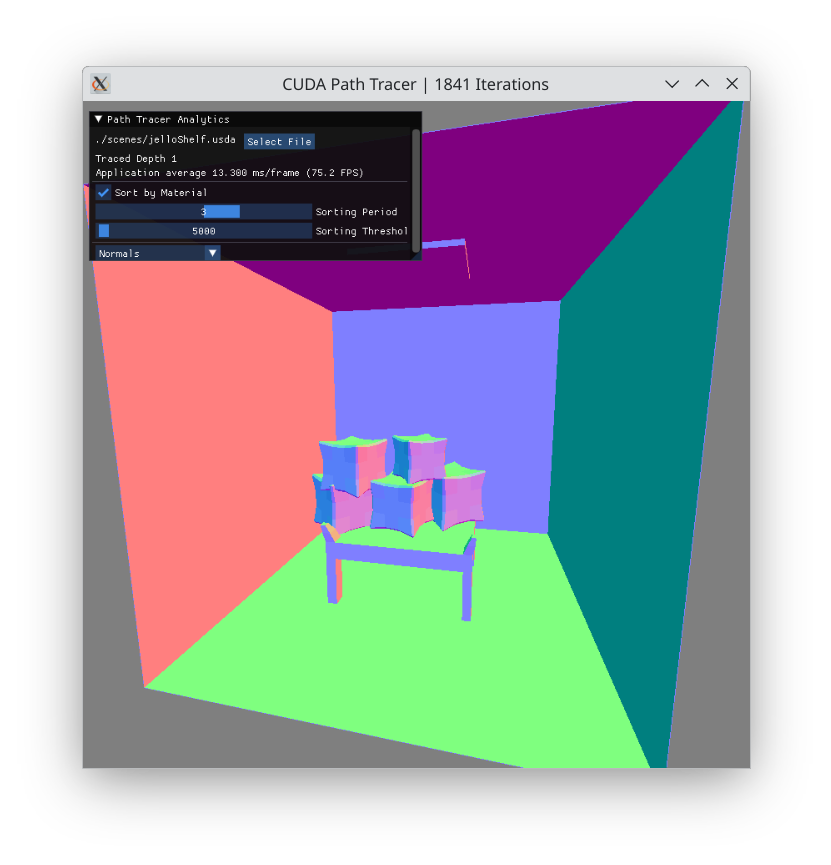 CUDA Path Tracer | 1841 Iterations
Path Tracer Analytics
./scenes/jelloShelf.usda Select File
Traced Depth 1
Application average 13.300 ms/frame (75.2 FPS)
Sort by Material
3 Sorting Period
5000 Sorting Threshol
Normals